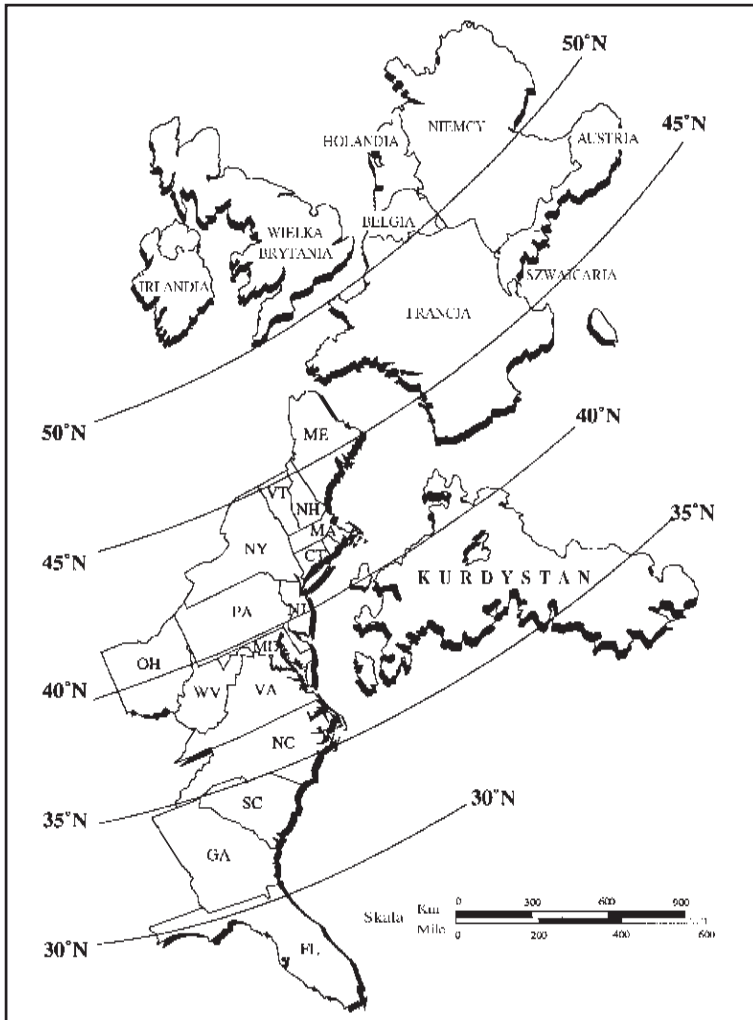 50°N
45°N
NIEMCY
HOLANDIA
AUSTRIA
BELGIA
WIELKA
BRYTANIA
IRLANDIA
SZWAJCARIA
FRANCJA
50°N
40°N
ME
VT
NH
MA
CT
NY
45°N
35°N
KURDYSTAN
PA
NJ
MD
OH
WV
VA
40°N
NC
SC
30°N
35°N
GA
Skala
Km 0 300 600 900
Mile 0 200 400 600
30°N
FL